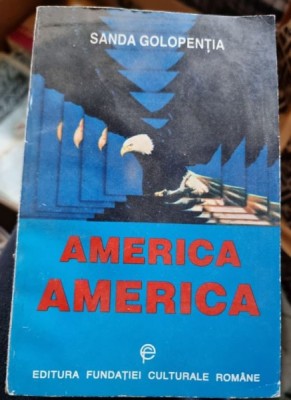 SANDA GOLOPENȚIA
AMERICA
AMERICA
EDITURA FUNDAȚIEI CULTURALE ROMÂNE